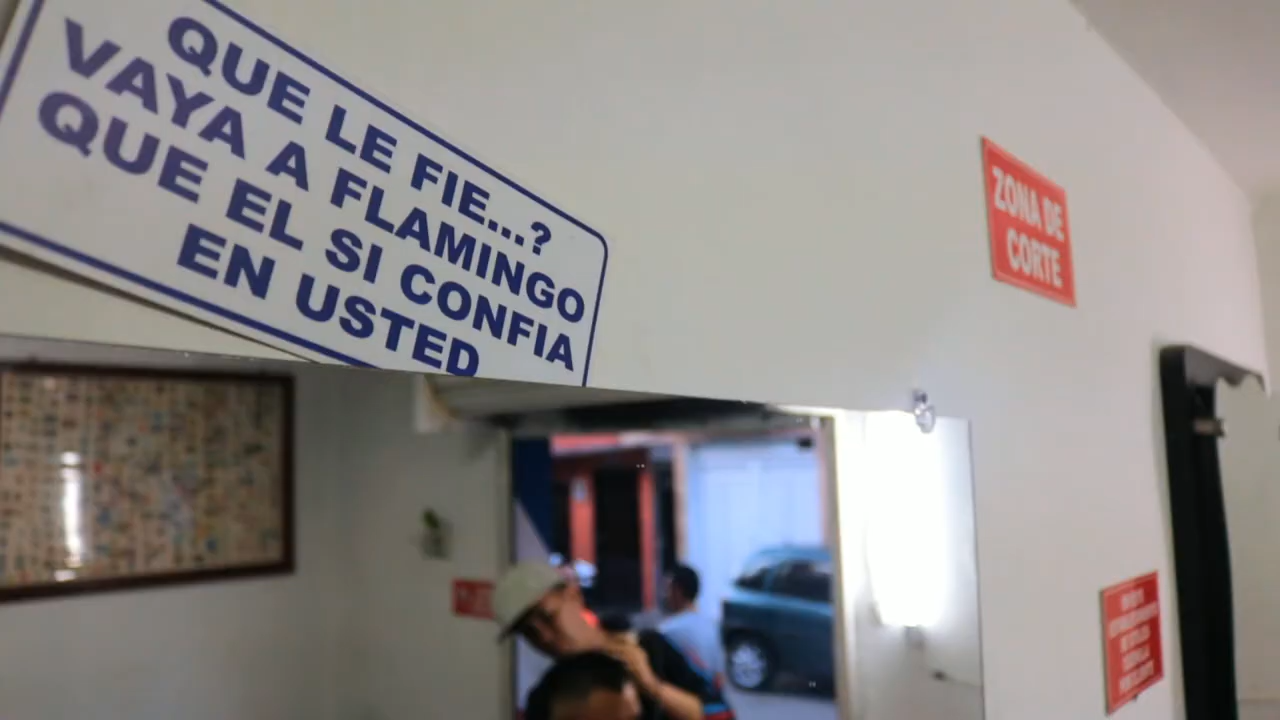 QUE LE FIE...?
VAYA A FLAMINGO
QUE EL SI CONFIA
EN USTED
ZONA DE
CORTE